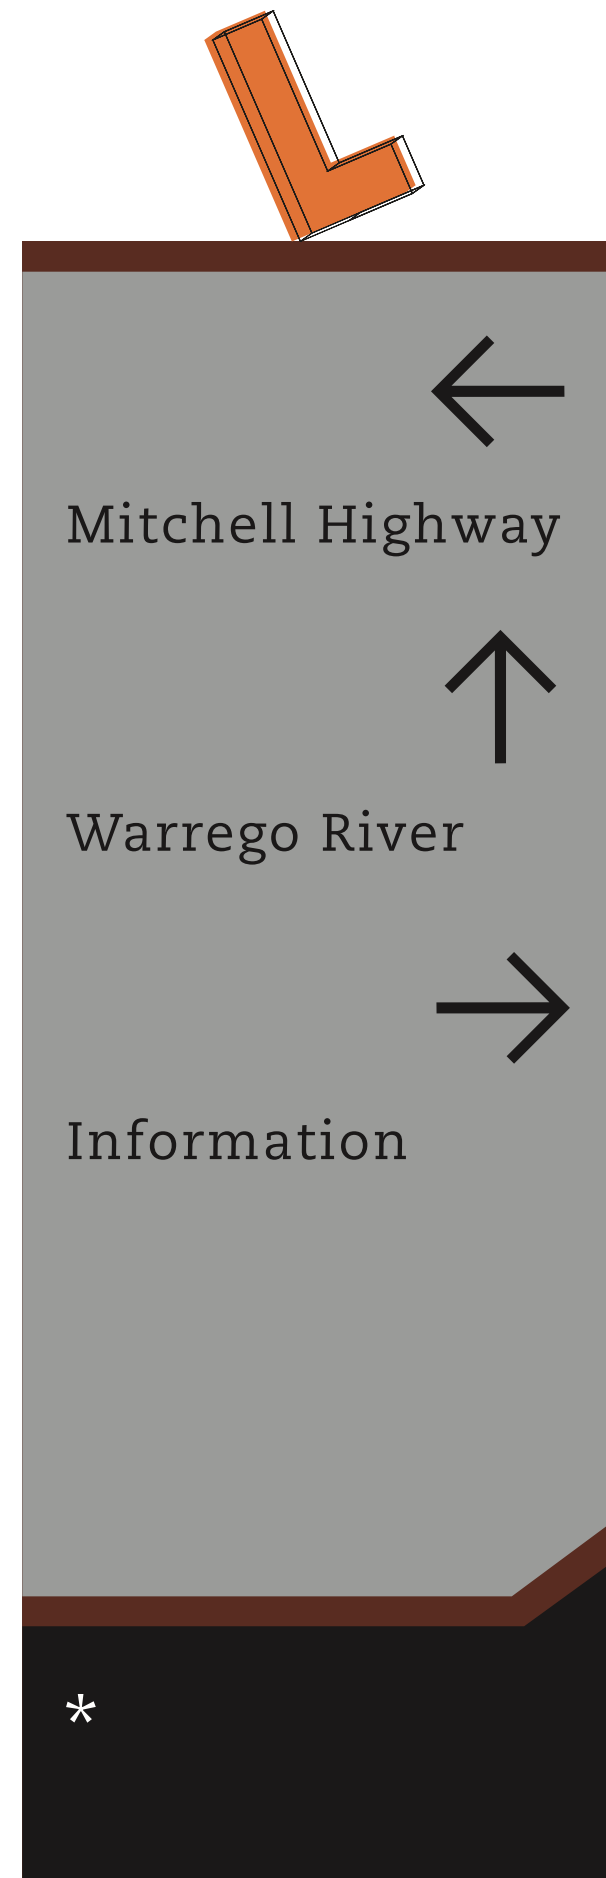 L
←
Mitchell Highway
↑
Warrego River
→
Information
*